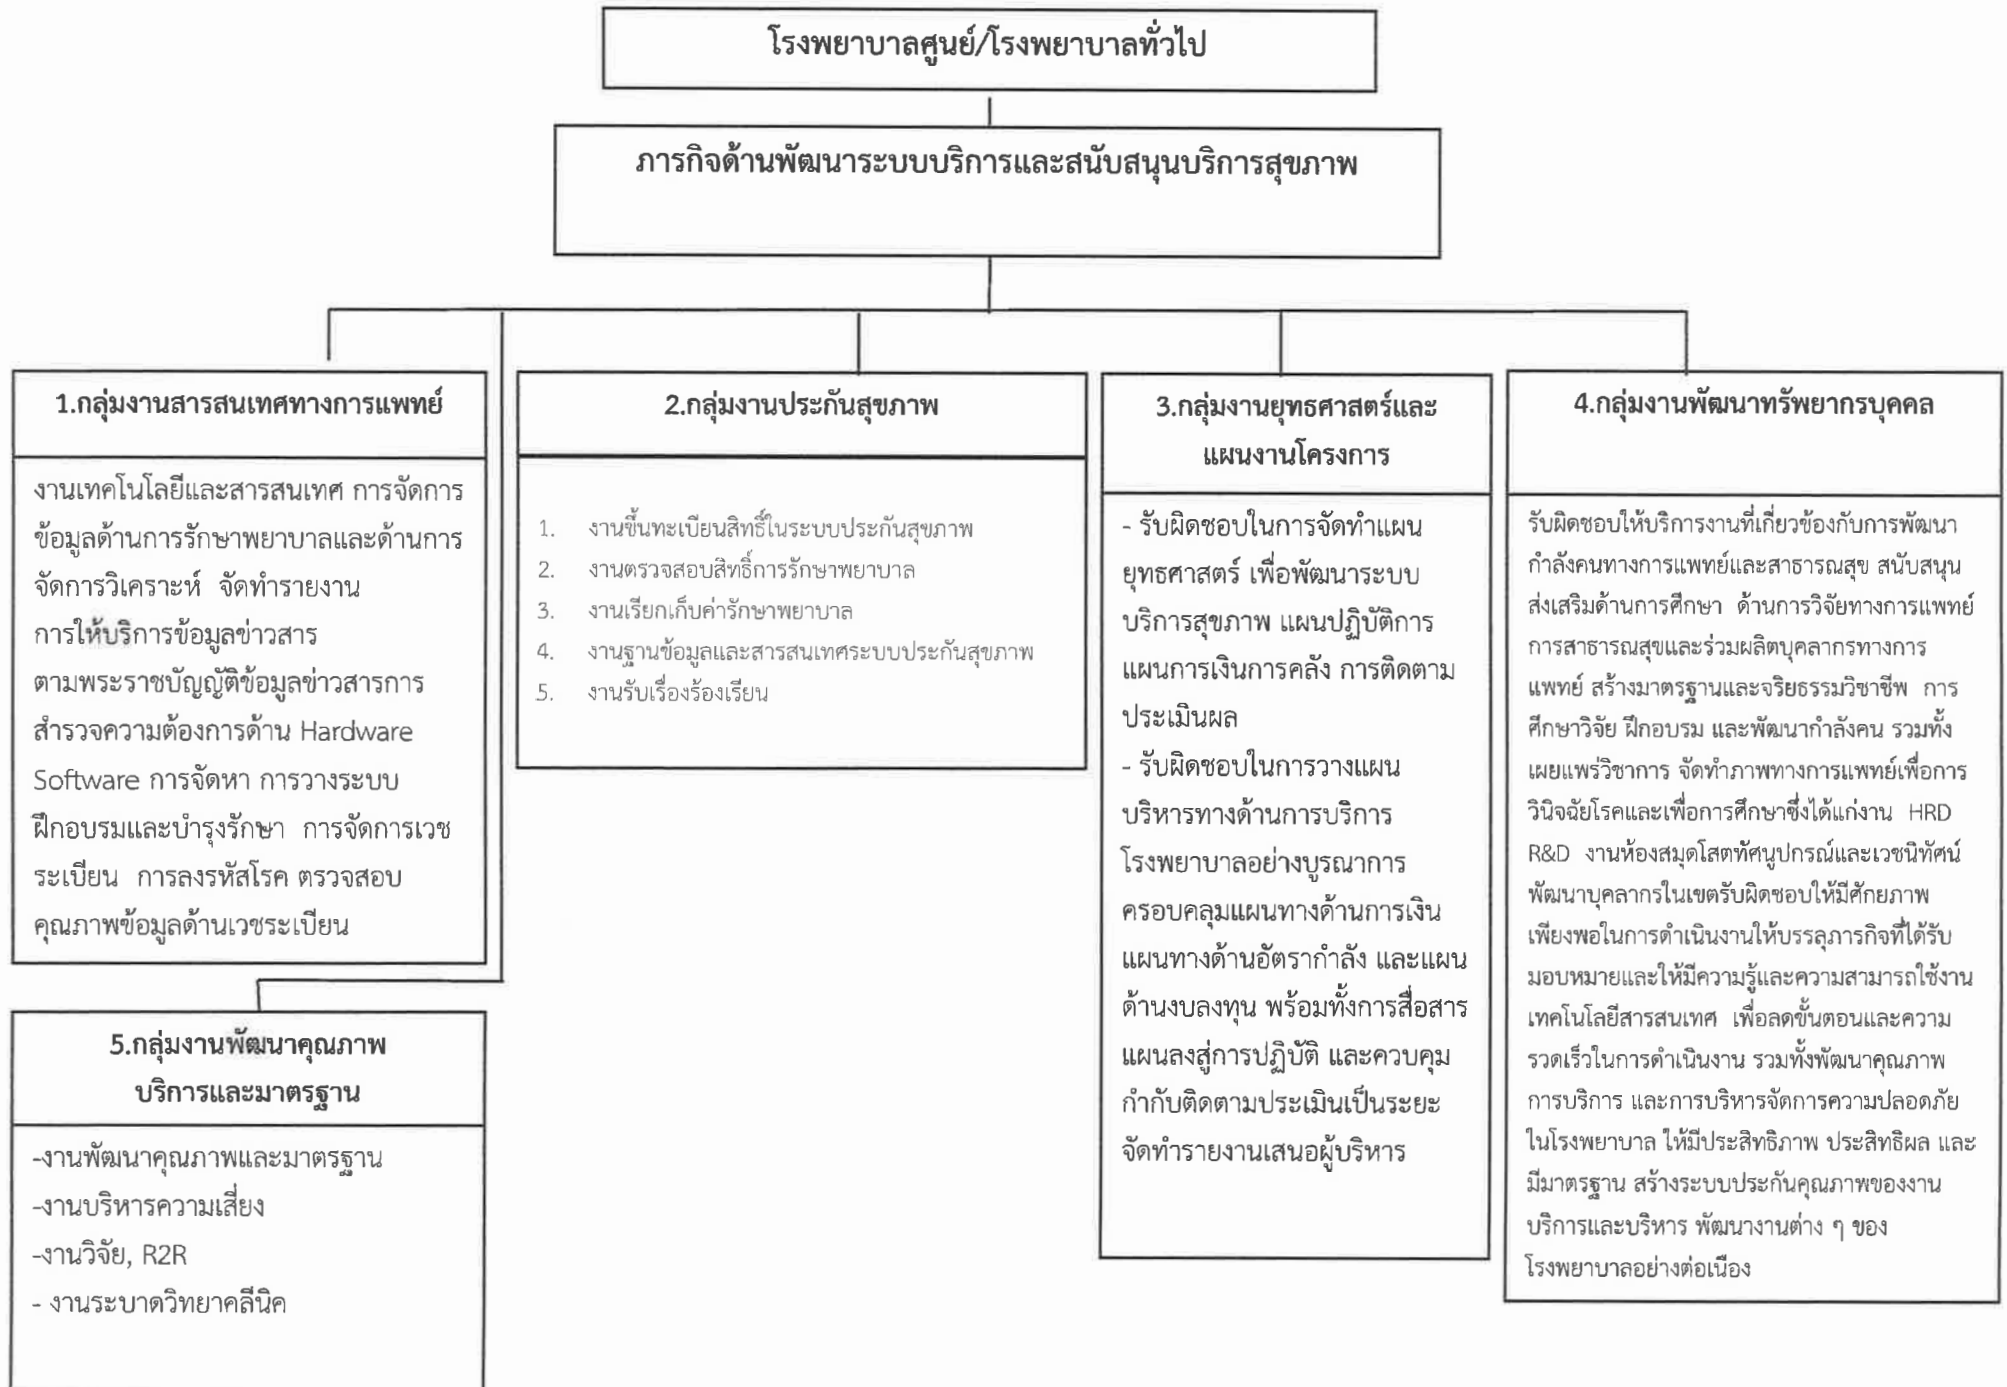 โรงพยาบาลศูนย์/โรงพยาบาลทั่วไป
ภารกิจด้านพัฒนาระบบบริการและสนับสนุนบริการสุขภาพ
1.กลุ่มงานสารสนเทศทางการแพทย์
งานเทคโนโลยีและสารสนเทศ การจัดการ
ข้อมูลด้านการรักษาพยาบาลและด้านการ
จัดการวิเคราะห์ จัดทำรายงาน
การให้บริการข้อมูลข่าวสาร
ตามพระราชบัญญัติข้อมูลข่าวสารการ
สำรวจความต้องการด้าน Hardware
Software การจัดหา การวางระบบ
ฝึกอบรมและบำรุงรักษา การจัดการเวช
ระเบียน การลงรหัสโรค ตรวจสอบ
คุณภาพข้อมูลด้านเวชระเบียน
2.กลุ่มงานประกันสุขภาพ
1. งานขึ้นทะเบียนสิทธิ์ในระบบประกันสุขภาพ
2. งานตรวจสอบสิทธิ์การรักษาพยาบาล
3. งานเรียกเก็บค่ารักษาพยาบาล
4. งานฐานข้อมูลและสารสนเทศระบบประกันสุขภาพ
5. งานรับเรื่องร้องเรียน
3.กลุ่มงานยุทธศาสตร์และ
แผนงานโครงการ
- รับผิดชอบในการจัดทำแผน
ยุทธศาสตร์ เพื่อพัฒนาระบบ
บริการสุขภาพ แผนปฏิบัติการ
แผนการเงินการคลัง การติดตาม
ประเมินผล
- รับผิดชอบในการวางแผน
บริหารทางด้านการบริการ
โรงพยาบาลอย่างบูรณาการ
ครอบคลุมแผนทางด้านการเงิน
แผนทางด้านอัตรากำลัง และแผน
ด้านงบลงทุน พร้อมทั้งการสื่อสาร
แผนลงสู่การปฏิบัติ และควบคุม
กำกับติดตามประเมินเป็นระยะ
จัดทำรายงานเสนอผู้บริหาร
4.กลุ่มงานพัฒนาทรัพยากรบุคคล
รับผิดชอบให้บริการงานที่เกี่ยวข้องกับการพัฒนา
กำลังคนทางการแพทย์และสาธารณสุข สนับสนุน
ส่งเสริมด้านการศึกษา ด้านการวิจัยทางการแพทย์
การสาธารณสุขและร่วมผลิตบุคลากรทางการ
แพทย์ สร้างมาตรฐานและจริยธรรมวิชาชีพ การ
ศึกษาวิจัย ฝึกอบรม และพัฒนากำลังคน รวมทั้ง
เผยแพร่วิชาการ จัดทำภาพทางการแพทย์เพื่อการ
วินิจฉัยโรคและเพื่อการศึกษาซึ่งได้แก่งาน HRD
R&D งานห้องสมุดโสตทัศนูปกรณ์และเวชนิทัศน์
พัฒนาบุคลากรในเขตรับผิดชอบให้มีศักยภาพ
เพียงพอในการดำเนินงานให้บรรลุภารกิจที่ได้รับ
มอบหมายและให้มีความรู้และความสามารถใช้งาน
เทคโนโลยีสารสนเทศ เพื่อลดขั้นตอนและความ
รวดเร็วในการดำเนินงาน รวมทั้งพัฒนาคุณภาพ
การบริการ และการบริหารจัดการความปลอดภัย
ในโรงพยาบาล ให้มีประสิทธิภาพ ประสิทธิผล และ
มีมาตรฐาน สร้างระบบประกันคุณภาพของงาน
บริการและบริหาร พัฒนางานต่าง ๆ ของ
โรงพยาบาลอย่างต่อเนื่อง
5.กลุ่มงานพัฒนาคุณภาพ
บริการและมาตรฐาน
-งานพัฒนาคุณภาพและมาตรฐาน
-งานบริหารความเสี่ยง
-งานวิจัย, R2R
- งานระบาดวิทยาคลีนิค